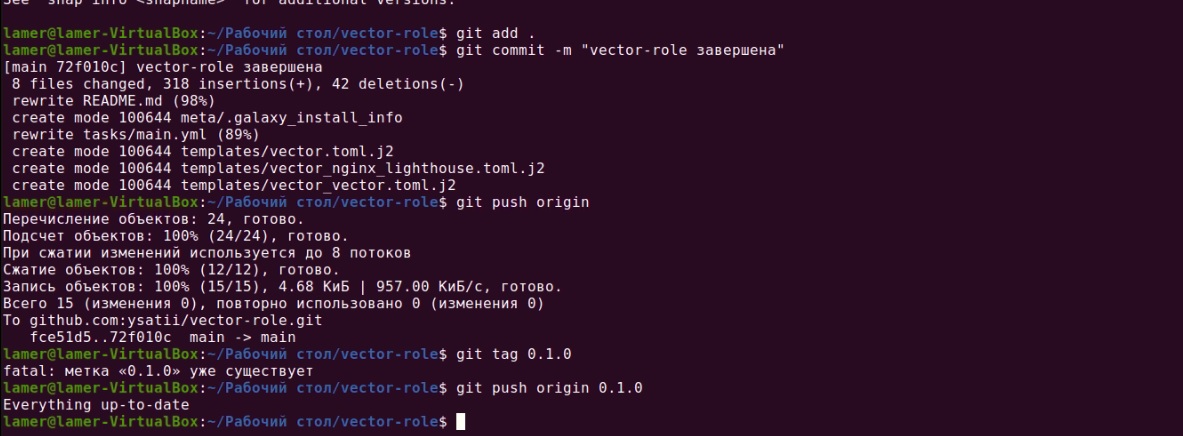 See 'snap info <snapname>' for additional versions.
lamer@lamer-VirtualBox:~/Рабочий стол/vector-role$ git add .
lamer@lamer-VirtualBox:~/Рабочий стол/vector-role$ git commit -m "vector-role завершена"
[main 72f010c] vector-role завершена
8 files changed, 318 insertions(+), 42 deletions(-)
rewrite README.md (98%)
create mode 100644 meta/.galaxy_install_info
rewrite tasks/main.yml (89%)
create mode 100644 templates/vector.toml.j2
create mode 100644 templates/vector_nginx_lighthouse.toml.j2
create mode 100644 templates/vector_vector.toml.j2
lamer@lamer-VirtualBox:~/Рабочий стол/vector-role$ git push origin
Перечисление объектов: 24, готово.
Подсчет объектов: 100% (24/24), готово.
При сжатии изменений используется до 8 потоков
Сжатие объектов: 100% (12/12), готово.
Запись объектов: 100% (15/15), 4.68 КиБ | 957.00 КиБ/с, готово.
Всего 15 (изменения 0), повторно использовано 0 (изменения 0)
To github.com:ysatii/vector-role.git
fce51d5..72f010c  main -> main
lamer@lamer-VirtualBox:~/Рабочий стол/vector-role$ git tag 0.1.0
fatal: метка «0.1.0» уже существует
lamer@lamer-VirtualBox:~/Рабочий стол/vector-role$ git push origin 0.1.0
Everything up-to-date
lamer@lamer-VirtualBox:~/Рабочий стол/vector-role$